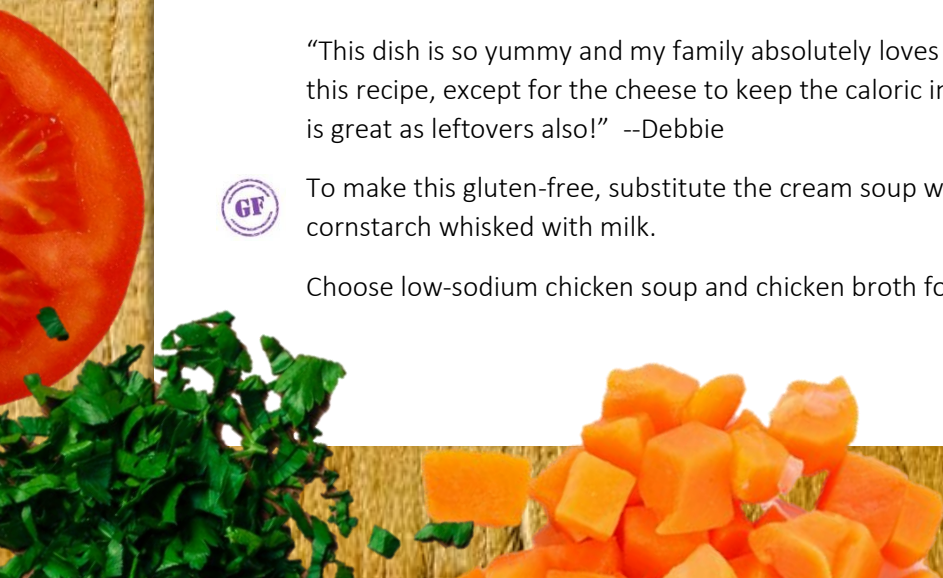 “This dish is so yummy and my family absolutely loves
this recipe, except for the cheese to keep the caloric
is great as leftovers also!” --Debbie
GF
To make this gluten-free, substitute the cream soup
cornstarch whisked with milk.
Choose low-sodium chicken soup and chicken broth